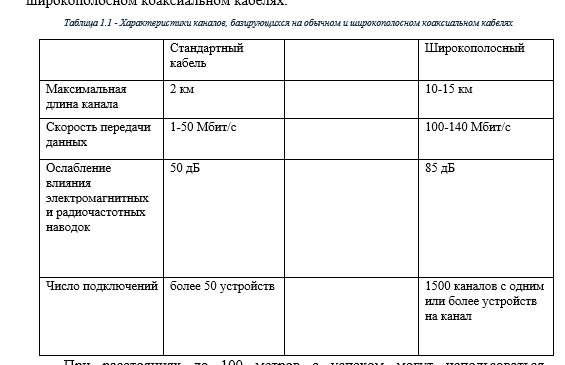 широкополосном коаксиальном кабелях.
Таблица 1.1 - Характеристики каналов, базирующихся на обычном и широкополосном коаксиальном кабелях
Стандартный
кабель
Широкополосный
Максимальная
длина канала
2 км
10-15 км
Скорость передачи
данных
1-50 Мбит/с
100-140 Мбит/с
Ослабление
влияния
электромагнитных
и радиочастотных
наводок
50 дБ
85 дБ
Число подключений
более 50 устройств
1500 каналов с одним
или более устройств
на канал
При расстояниях до 100 метров с успехом могут использоваться